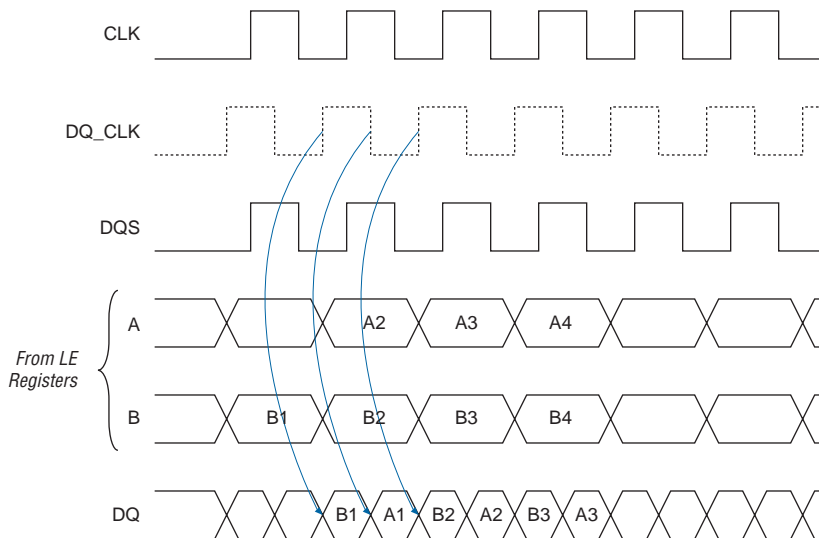 CLK
DQ_CLK
DQS
From LE
Registers
A
A2 A3 A4
B
B1 B2 B3 B4
DQ
B1 A1 B2 A2 B3 A3